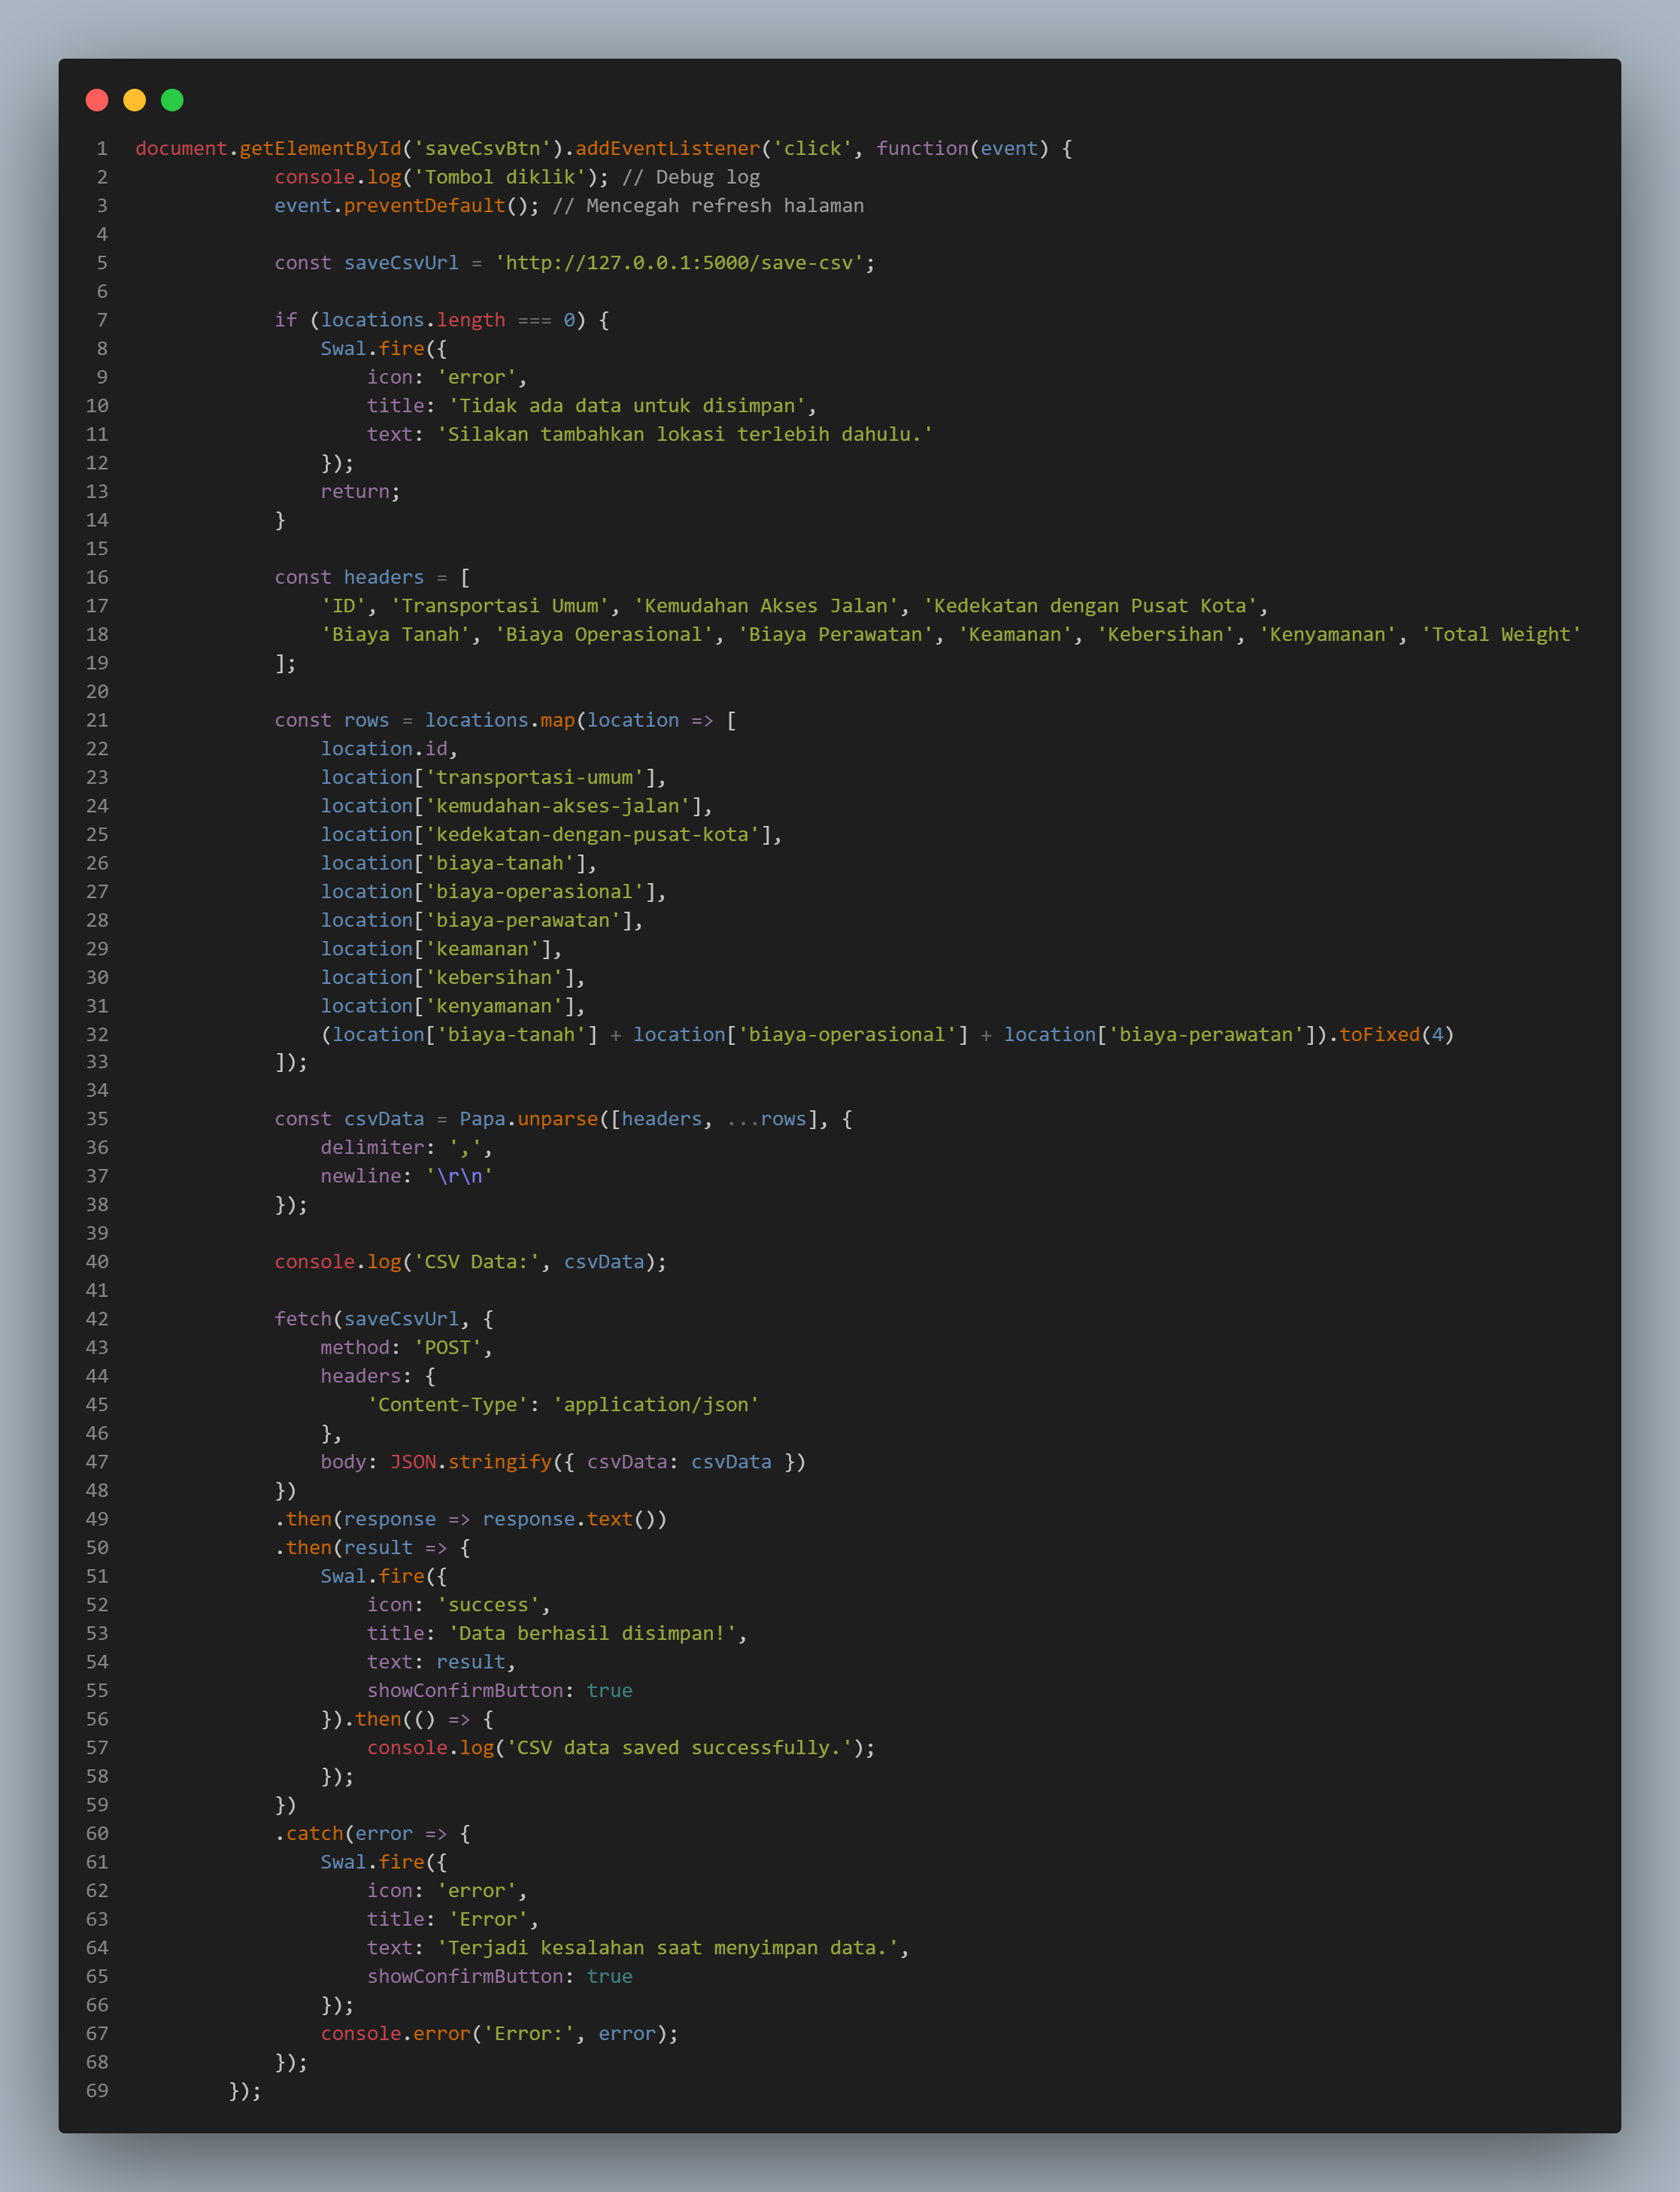 1 document.getElementById('saveCsvBtn').addEventListener('click', function(event) {
2             console.log('Tombol diklik'); // Debug log
3             event.preventDefault(); // Mencegah refresh halaman
4
5             const saveCsvUrl = 'http://127.0.0.1:5000/save-csv';
6
7             if (locations.length === 0) {
8                 Swal.fire({
9                     icon: 'error',
10                     title: 'Tidak ada data untuk disimpan',
11                     text: 'Silakan tambahkan lokasi terlebih dahulu.'
12                 });
13                 return;
14             }
15
16             const headers = [
17                 'ID', 'Transportasi Umum', 'Kemudahan Akses Jalan', 'Kedekatan dengan Pusat Kota',
18                 'Biaya Tanah', 'Biaya Operasional', 'Biaya Perawatan', 'Keamanan', 'Kebersihan', 'Kenyamanan', 'Total Weight'
19             ];
20
21             const rows = locations.map(location => [
22                 location.id,
23                 location['transportasi-umum'],
24                 location['kemudahan-akses-jalan'],
25                 location['kedekatan-dengan-pusat-kota'],
26                 location['biaya-tanah'],
27                 location['biaya-operasional'],
28                 location['biaya-perawatan'],
29                 location['keamanan'],
30                 location['kebersihan'],
31                 location['kenyamanan'],
32                 (location['biaya-tanah'] + location['biaya-operasional'] + location['biaya-perawatan']).toFixed(4)
33             ]);
34
35             const csvData = Papa.unparse([headers, ...rows], {
36                 delimiter: ',',
37                 newline: '\r\n'
38             });
39
40             console.log('CSV Data:', csvData);
41
42             fetch(saveCsvUrl, {
43                 method: 'POST',
44                 headers: {
45                     'Content-Type': 'application/json'
46                 },
47                 body: JSON.stringify({ csvData: csvData })
48             })
49             .then(response => response.text())
50             .then(result => {
51                 Swal.fire({
52                     icon: 'success',
53                     title: 'Data berhasil disimpan!',
54                     text: result,
55                     showConfirmButton: true
56                 }).then(() => {
57                     console.log('CSV data saved successfully.');
58                 });
59             })
60             .catch(error => {
61                 Swal.fire({
62                     icon: 'error',
63                     title: 'Error',
64                     text: 'Terjadi kesalahan saat menyimpan data.',
65                     showConfirmButton: true
66                 });
67                 console.error('Error:', error);
68             });
69         });